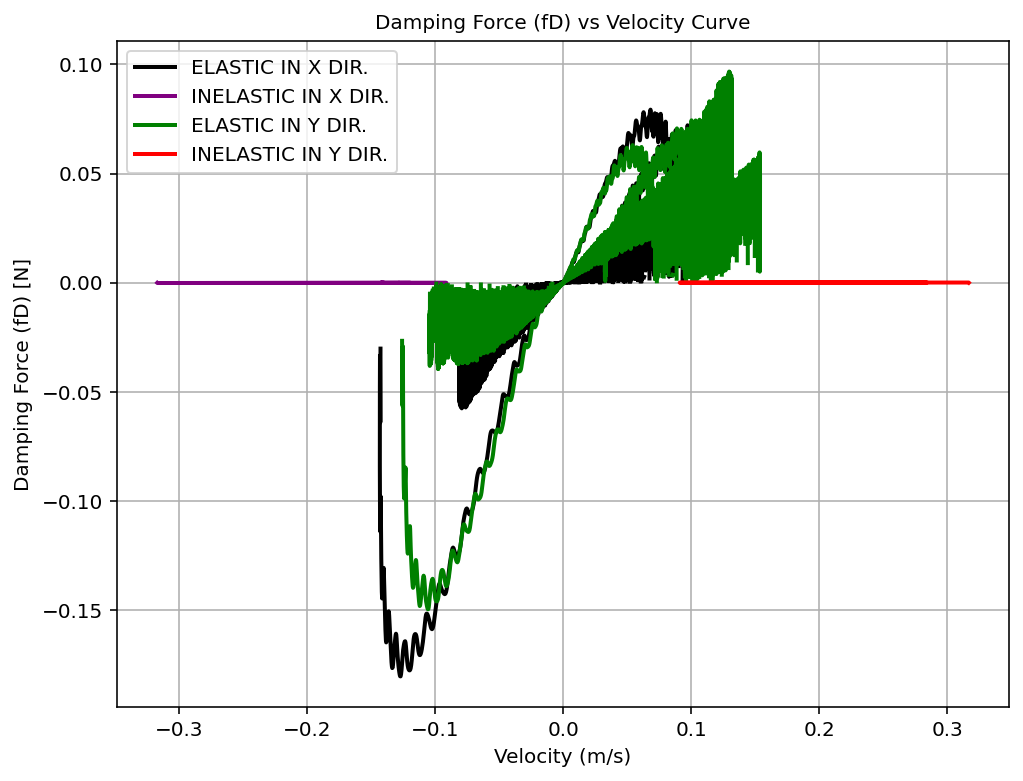 Damping Force (fD) vs Velocity Curve
ELASTIC IN X DIR.
INELASTIC IN X DIR.
ELASTIC IN Y DIR.
INELASTIC IN Y DIR.
Damping Force (fD) [N]
0.10
0.05
0.00
−0.05
−0.10
−0.15
−0.3 −0.2 −0.1 0.0 0.1 0.2 0.3
Velocity (m/s)